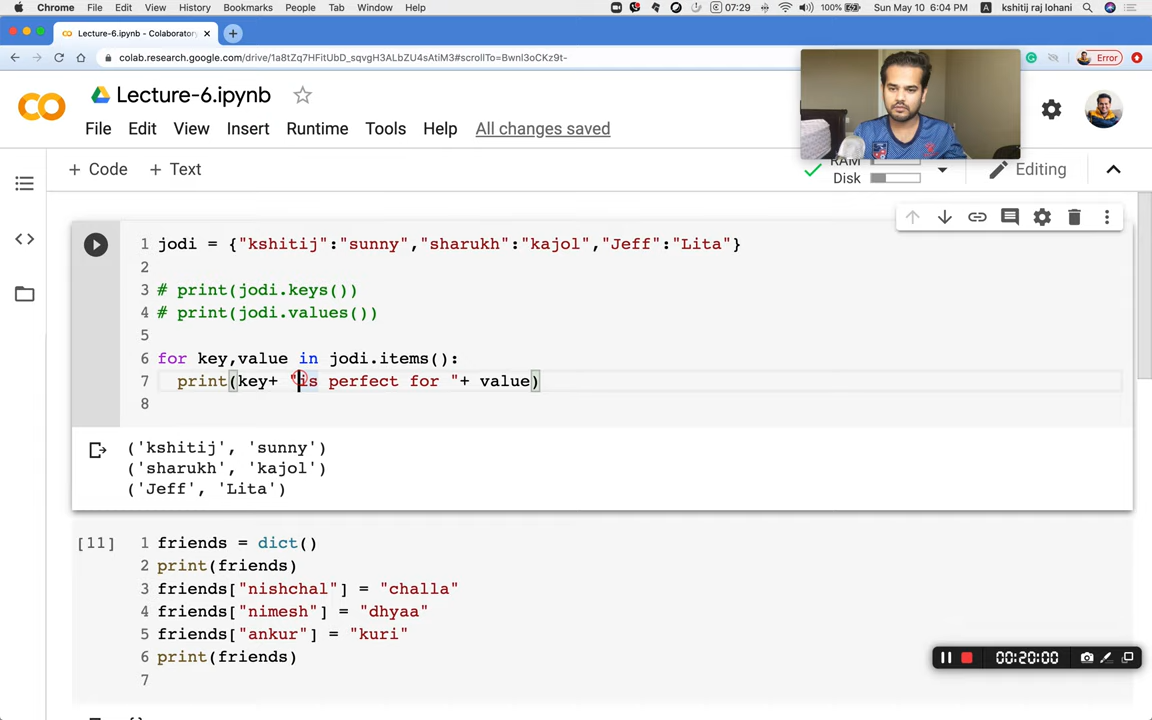 Chrome File Edit View History Bookmarks People Tab Window Help 07:29 100% Sun May 10 6:04 PM A kshitij raj lohani
Lecture-6.ipynb - Colaborator
colab.research.google.com/drive/1a8tZq7HFitUbD_sqvgH3ALbZU4sAtiM3#scrollTo=BwnI3oCKz9t- Error
Lecture-6.ipynb
File Edit View Insert Runtime Tools Help All changes saved
+ Code + Text RAM Editing
Disk
1 jodi = {"kshitij":"sunny","sharukh":"kajol","Jeff":"Lita"}
2
3 # print(jodi.keys())
4 # print(jodi.values())
5
6 for key,value in jodi.items():
7 print(key+ "is perfect for "+ value)
8
('kshitij', 'sunny')
('sharukh', 'kajol')
('Jeff', 'Lita')
[11] 1 friends = dict()
2 print(friends)
3 friends["nishchal"] = "challa"
4 friends["nimesh"] = "dhyaa"
5 friends["ankur"] = "kuri"
6 print(friends)
7
00:20:00